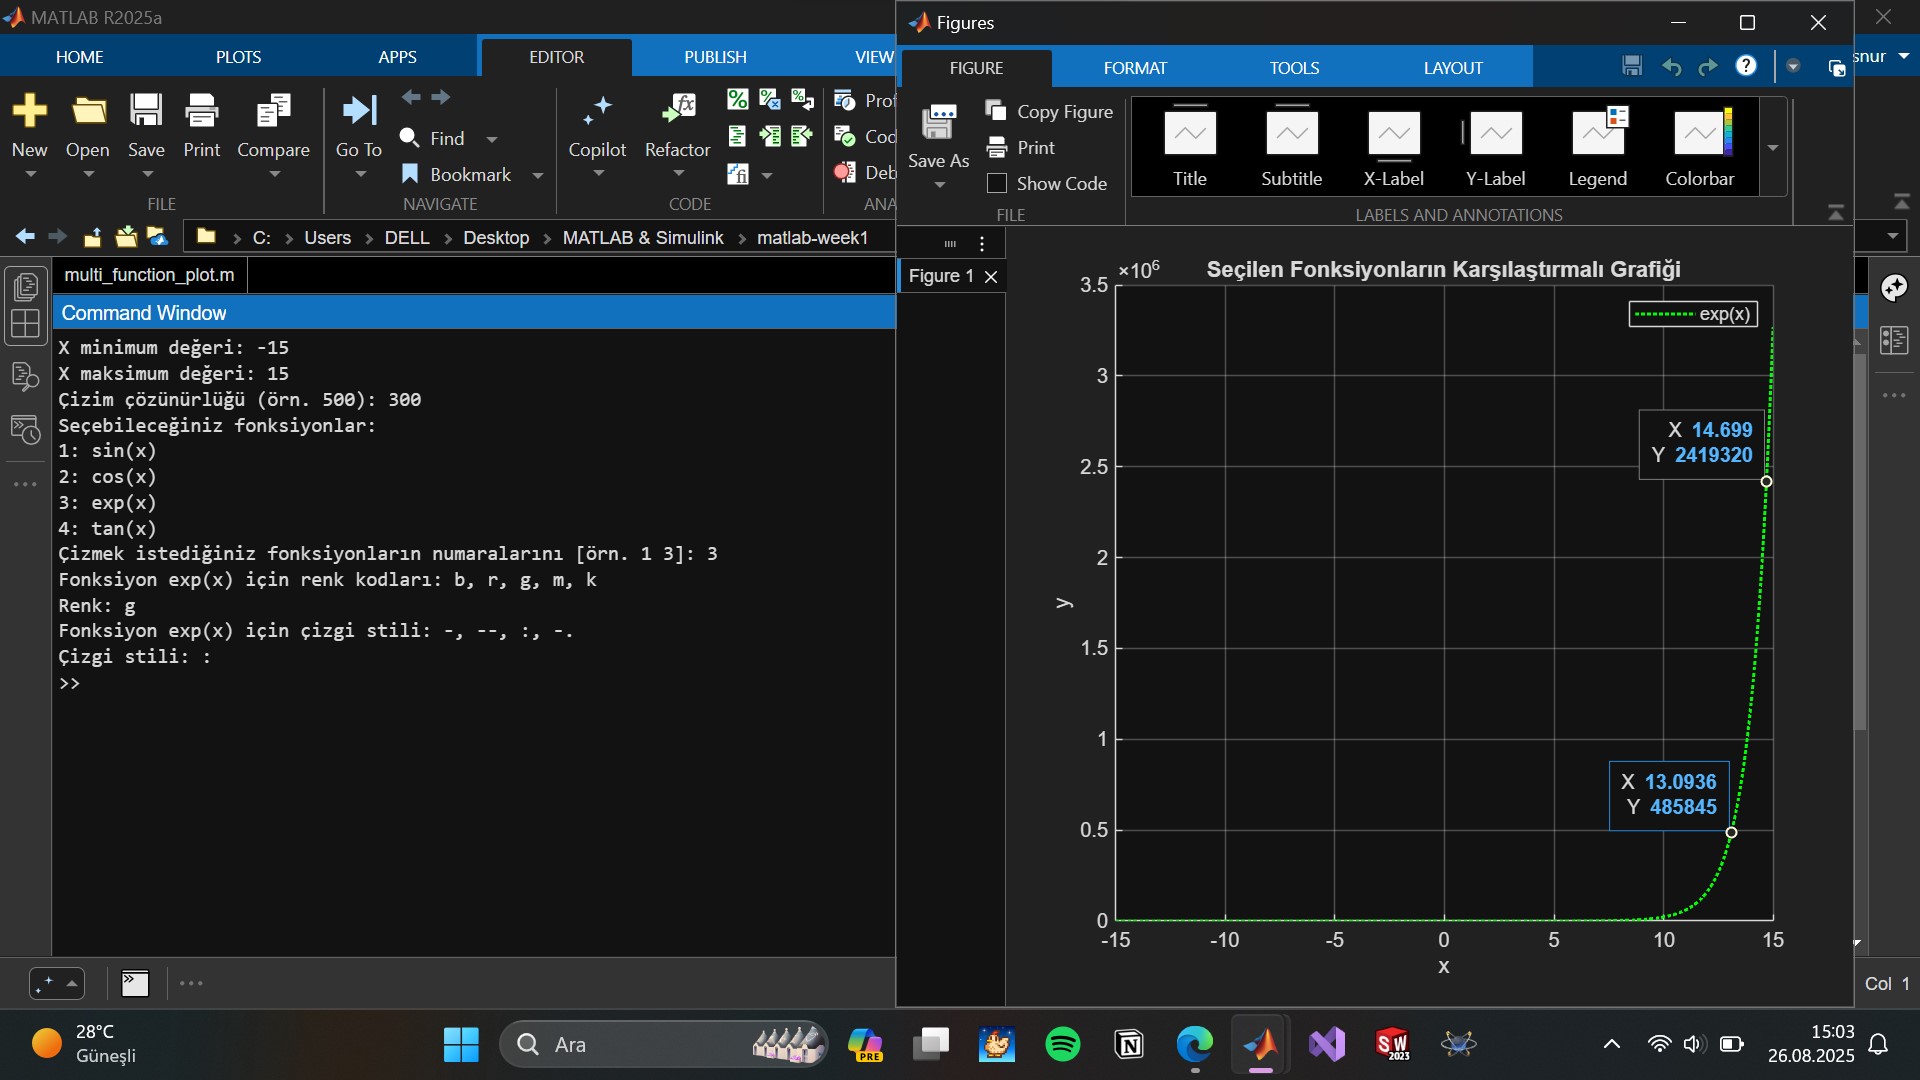 MATLAB R2025a
HOME PLOTS APPS EDITOR PUBLISH VIEW
New Open Save Print Compare
FILE
Go To Find Bookmark
NAVIGATE
Copilot Refactor
CODE
Prof
Cod
Deb
ANA
C: Users DELL Desktop MATLAB & Simulink matlab-week1
multi_function_plot.m
Command Window
X minimum değeri: -15
X maksimum değeri: 15
Çizim çözünürlüğü (örn. 500): 300
Seçebileceğiniz fonksiyonlar:
1: sin(x)
2: cos(x)
3: exp(x)
4: tan(x)
Çizmek istediğiniz fonksiyonların numaralarını [örn. 1 3]: 3
Fonksiyon exp(x) için renk kodları: b, r, g, m, k
Renk: g
Fonksiyon exp(x) için çizgi stili: -, --, :, -.
Çizgi stili: :
>>
Figures
snur
FIGURE FORMAT TOOLS LAYOUT
Save As
Copy Figure
Print
Show Code
FILE
Title Subtitle X-Label Y-Label Legend Colorbar
LABELS AND ANNOTATIONS
Figure 1
×10⁶
Seçilen Fonksiyonların Karşılaştırmalı Grafiği
exp(x)
3.5
3
2.5
2
1.5
1
0.5
0
y
X 14.699
Y 2419320
X 13.0936
Y 485845
-15 -10 -5 0 5 10 15
x
Col 1
28°C
Güneşli
Ara
PRE
SW
2023
15:03
26.08.2025